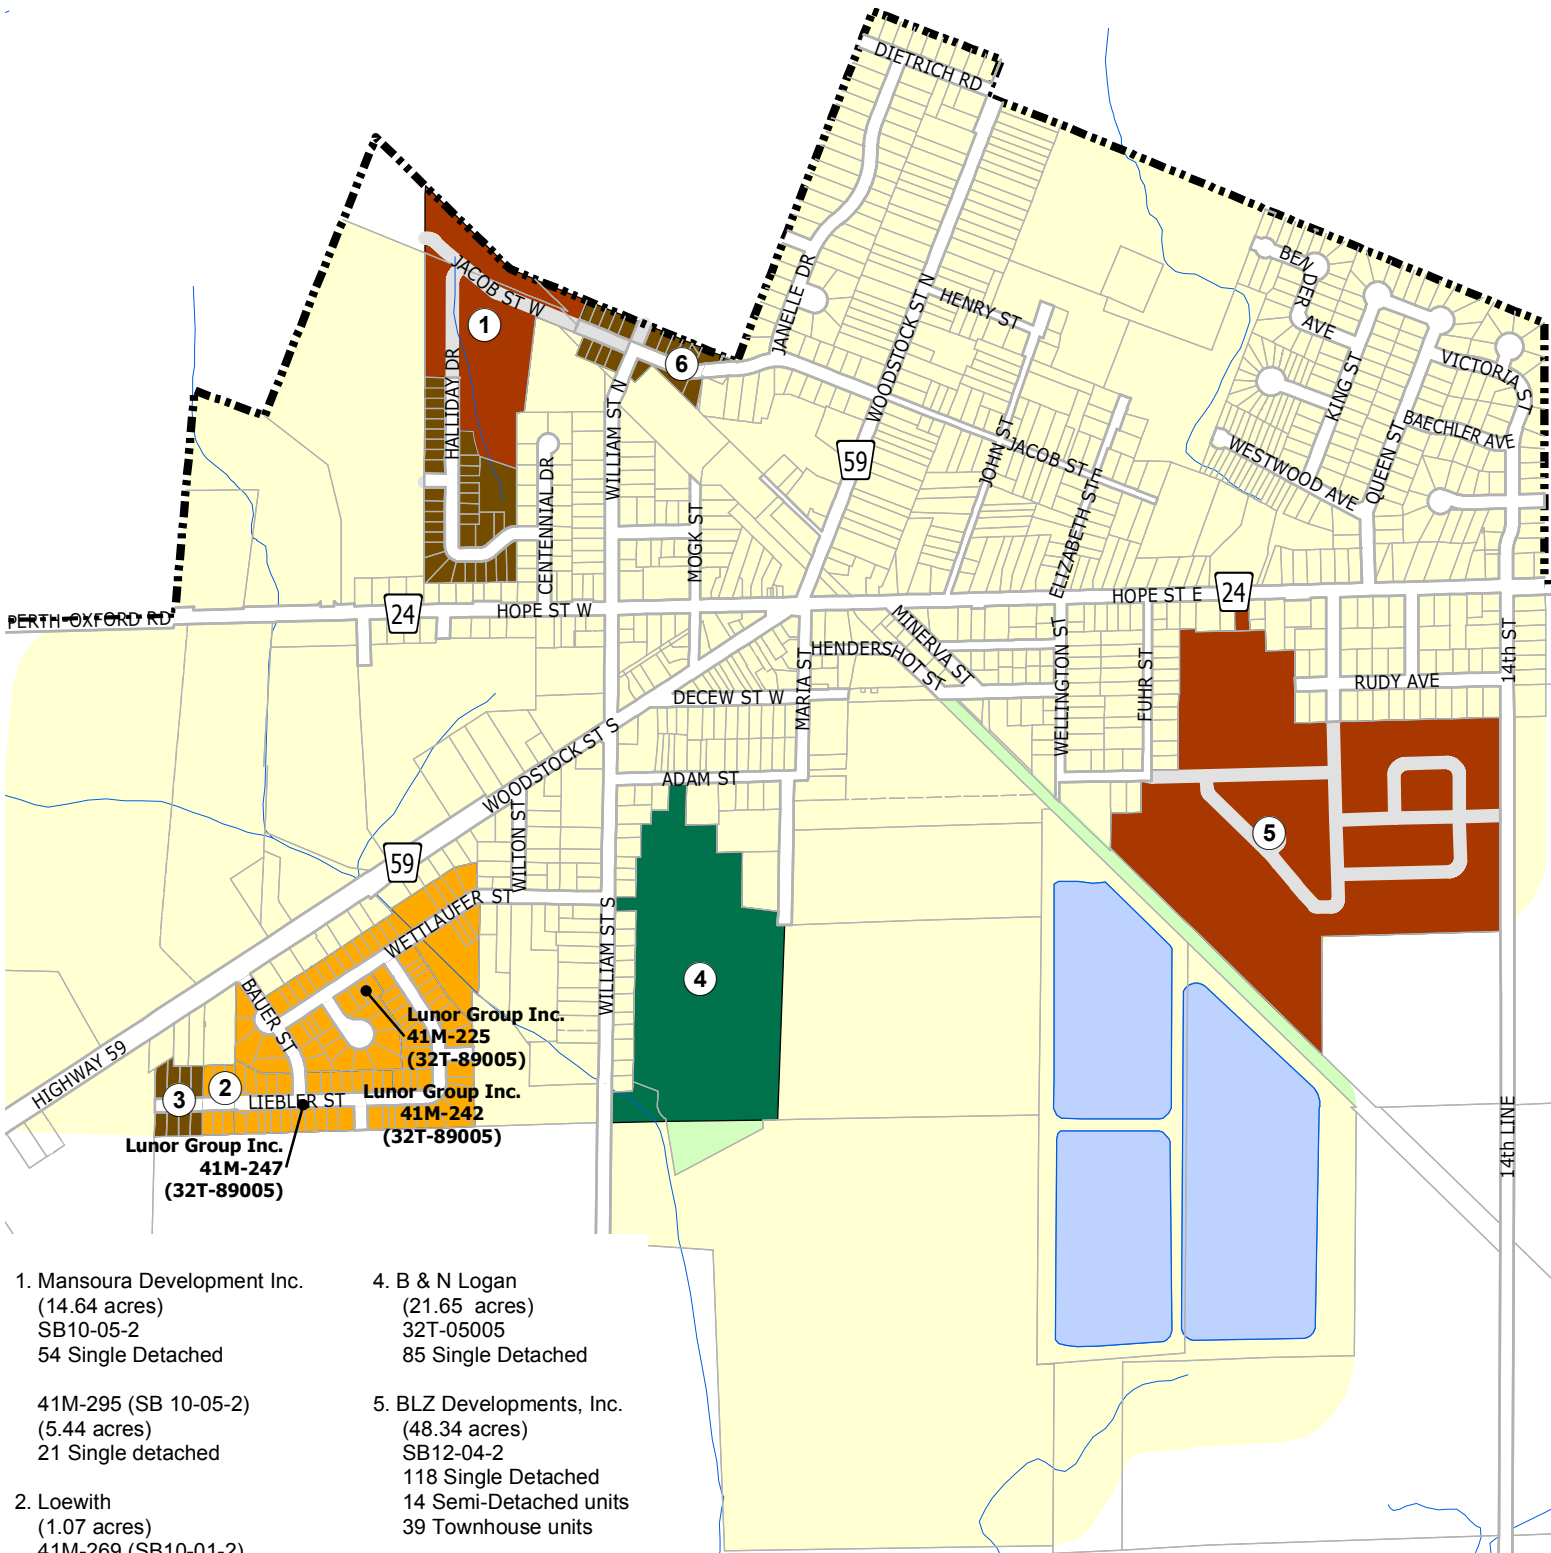 DIETRICH RD
JACOB ST W
1
6
HALLIDAY DR
CENTENNIAL DR
WILLIAM ST N
MOGK ST
JANELLE DR
WOODSTOCK ST N
HENRY ST
59
JOHN ST
JACOB ST E
ELIZABETH ST E
BENDER AVE
KING ST
VICTORIA ST
BAECHLER AVE
QUEEN ST
WESTWOOD AVE
PERTH-OXFORD RD
24
HOPE ST W
HOPE ST E
24
MINERVA ST
HENDERSHOT ST
MARIA ST
DECEW ST W
WELLINGTON ST
FUHR ST
RUDY AVE
14th ST
WOODSTOCK ST S
ADAM ST
WILTON ST
59
5
WETTLAUFER ST
WILLIAM ST S
4
BAUER ST
HIGHWAY 59
Lunor Group Inc.
41M-225
(32T-89005)
3
2
LIEBLER ST
Lunor Group Inc.
41M-242
(32T-89005)
Lunor Group Inc.
41M-247
(32T-89005)
14th LINE
1. Mansoura Development Inc.
(14.64 acres)
SB10-05-2
54 Single Detached
41M-295 (SB 10-05-2)
(5.44 acres)
21 Single detached
2. Loewith
(1.07 acres)
41M-269 (SB10-01-2)
4. B & N Logan
(21.65 acres)
32T-05005
85 Single Detached
5. BLZ Developments, Inc.
(48.34 acres)
SB12-04-2
118 Single Detached
14 Semi-Detached units
39 Townhouse units